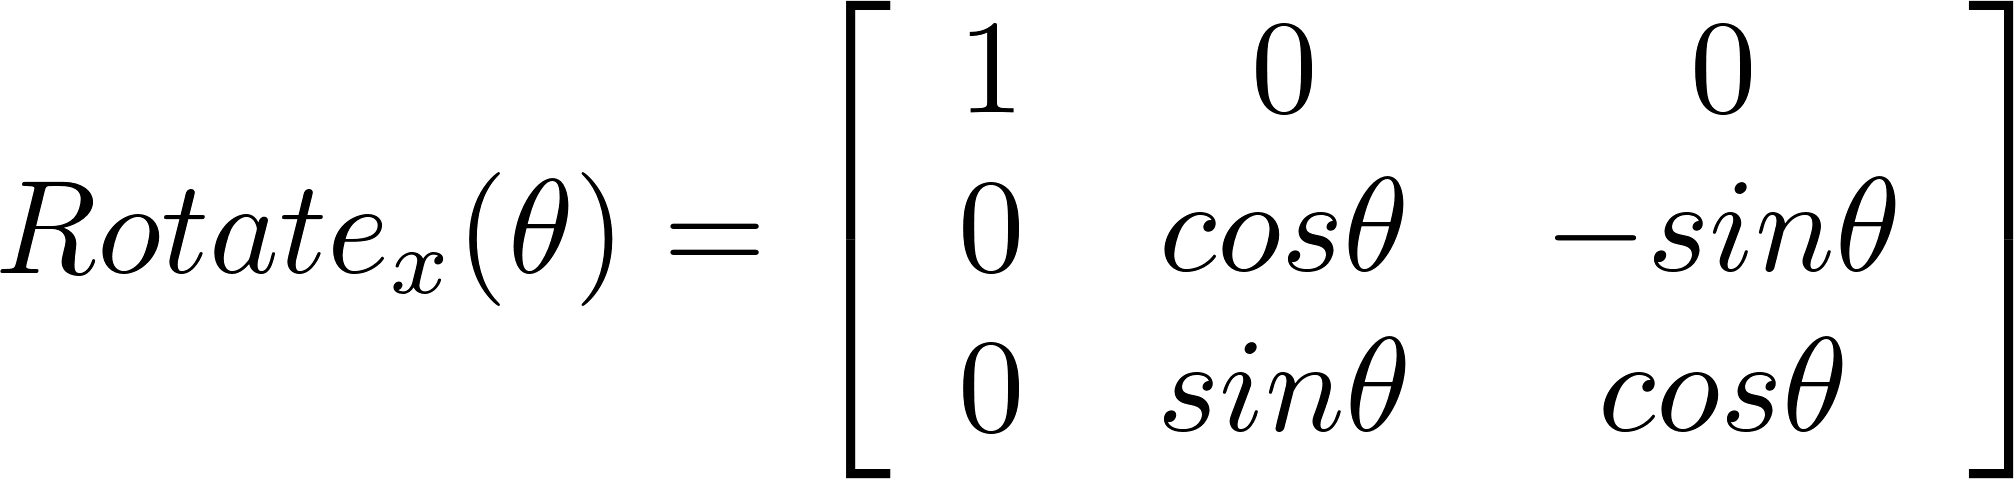 1 0 0
Rotate_x(θ) = [ 0 cosθ −sinθ ]
0 sinθ cosθ